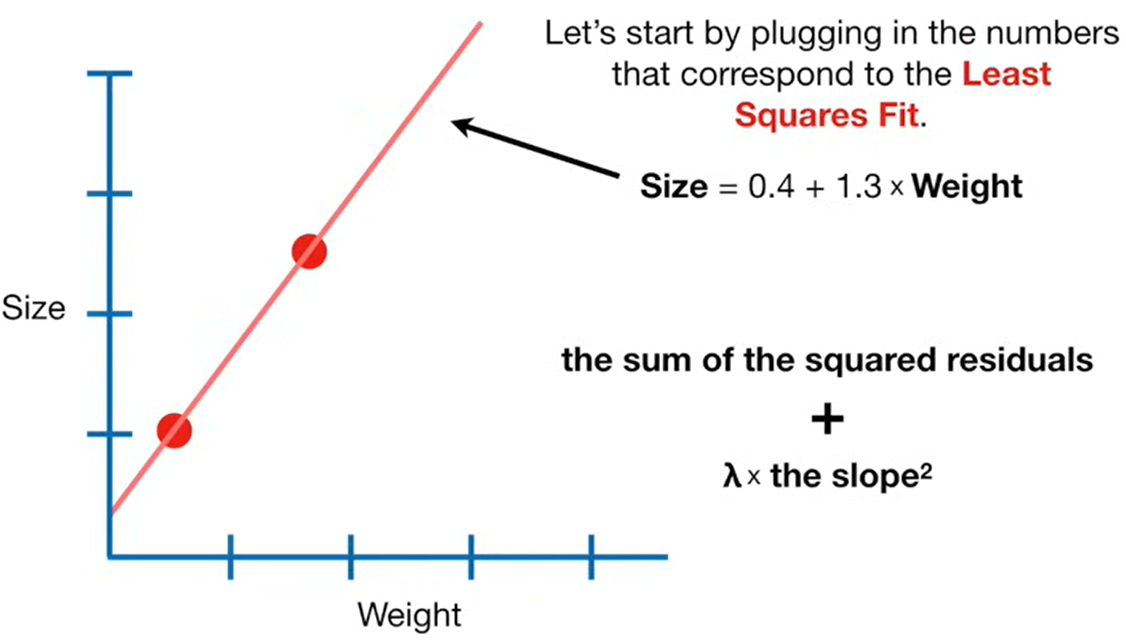 Let’s start by plugging in the numbers
that correspond to the Least
Squares Fit.
Size = 0.4 + 1.3 x Weight
Size
the sum of the squared residuals
+
λ x the slope²
Weight